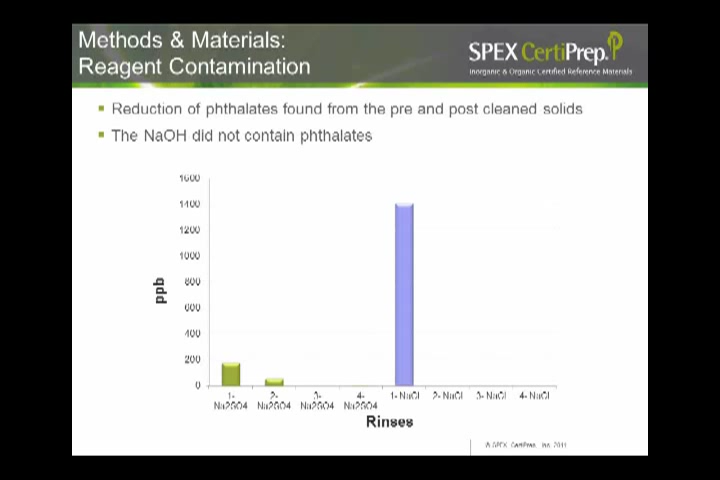 Methods & Materials:
Reagent Contamination
SPEX CertiPrep
Inorganic & Organic Certified Reference Materials
Reduction of phthalates found from the pre and post cleaned solids
The NaOH did not contain phthalates
1600
1400
1200
1000
800
600
400
200
0
ppb
1- Na2SO4
2- Na2SO4
3- Na2SO4
4- Na2SO4
1- NaCl
2- NaCl
3- NaCl
4- NaCl
Rinses
© SPEX CertiPrep, Inc. 2011